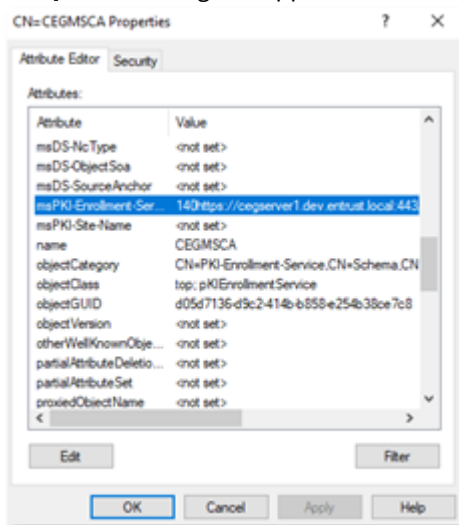 CN=CEGMSCA Properties ? ×
Attribute Editor Security
Attributes:
Attribute Value
msDS-NcType <not set>
msDS-ObjectSoa <not set>
msDS-SourceAnchor <not set>
msPKI-Enrollment-Ser... 140https://cegserver1.dev.entrust.local:443
msPKI-Site-Name <not set>
name CEGMSCA
objectCategory CN=PKI-Enrollment-Service,CN=Schema,CN
objectClass top; pKIEnrollmentService
objectGUID d05d7136-d9c2-414b-b858-e254b38ce7c8
objectVersion <not set>
otherWellKnownObje... <not set>
partialAttributeDeletio... <not set>
partialAttributeSet <not set>
proxiedObjectName <not set>
Edit Filter
OK Cancel Apply Help